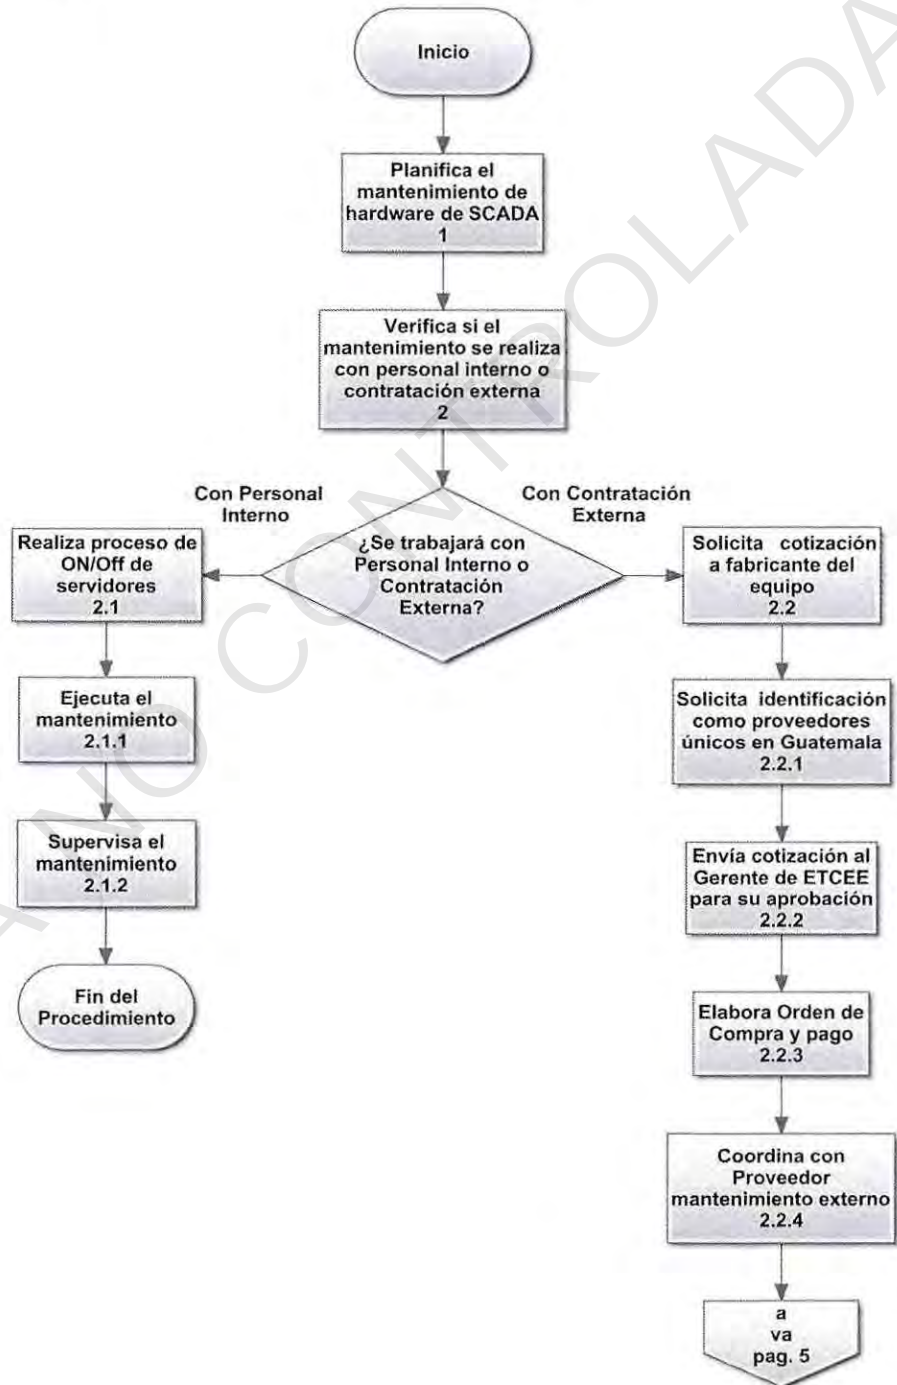 Inicio
Planifica el
mantenimiento de
hardware de SCADA
1
Verifica si el
mantenimiento se realiza
con personal interno o
contratación externa
2
Con Personal
Interno
Con Contratación
Externa
¿Se trabajará con
Personal Interno o
Contratación
Externa?
Realiza proceso de
ON/Off de
servidores
2.1
Ejecuta el
mantenimiento
2.1.1
Supervisa el
mantenimiento
2.1.2
Fin del
Procedimiento
Solicita cotización
a fabricante del
equipo
2.2
Solicita identificación
como proveedores
únicos en Guatemala
2.2.1
Envía cotización al
Gerente de ETCEE
para su aprobación
2.2.2
Elabora Orden de
Compra y pago
2.2.3
Coordina con
Proveedor
mantenimiento externo
2.2.4
a
va
pag. 5
A NO CONTROLADA